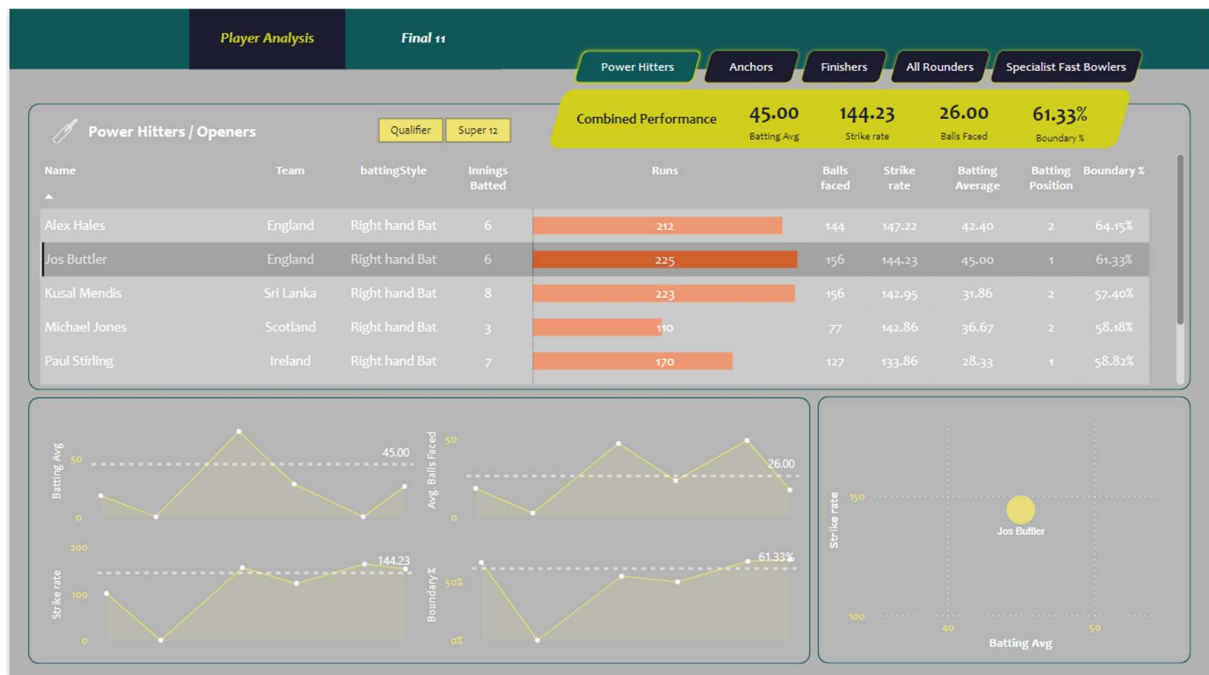 Player Analysis
Final 11
Power Hitters
Anchors
Finishers
All Rounders
Specialist Fast Bowlers
Power Hitters / Openers
Qualifier
Super 12
Combined Performance
45.00
Batting Avg
144.23
Strike rate
26.00
Balls Faced
61.33%
Boundary %
Name Team battingStyle Innings Batted Runs Balls faced Strike rate Batting Average Batting Position Boundary %
Alex Hales England Right hand Bat 6 212 144 147.22 42.40 2 64.15%
Jos Buttler England Right hand Bat 6 225 156 144.23 45.00 1 61.33%
Kusal Mendis Sri Lanka Right hand Bat 8 223 156 142.95 31.86 2 57.40%
Michael Jones Scotland Right hand Bat 3 110 77 142.86 36.67 2 58.18%
Paul Stirling Ireland Right hand Bat 7 170 127 133.86 28.33 1 58.82%
Batting Avg
50
0
45.00
Avg. Balls Faced
50
0
26.00
Strike rate
200
100
0
144.23
Boundary%
50%
0%
61.33%
Strike rate
150
100
Jos Buttler
40
50
Batting Avg